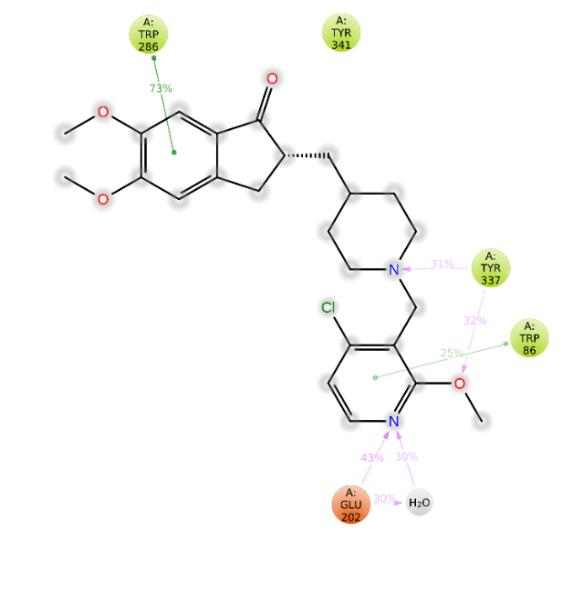 A:
TRP
286
A:
TYR
341
73%
O
O
O
N
31%
A:
TYR
337
Cl
32%
A:
TRP
86
25%
O
N
43%
30%
A:
GLU
202
30%
H₂O